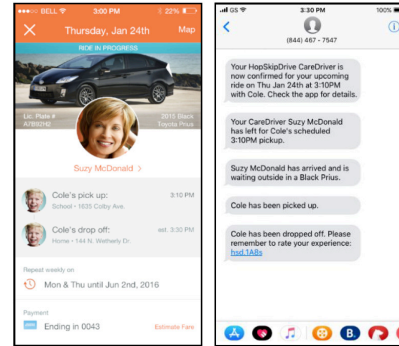 BELL
3:00 PM
22%
Thursday, Jan 24th
Map
RIDE IN PROGRESS
Lic. Plate #
A7B92H2
2015 Black
Toyota Prius
Suzy McDonald >
Cole's pick up:
3:10 PM
School • 1635 Colby Ave.
Cole's drop off:
est. 3:30 PM
Home • 144 N. Wetherly Dr.
Repeat weekly on
Mon & Thu until Jun 2nd, 2016
Payment
Ending in 0043
Estimate Fare
GS
3:30 PM
100%
(844) 467 - 7547
Your HopSkipDrive CareDriver is
now confirmed for your upcoming
ride on Thu Jan 24th at 3:10PM
with Cole. Check the app for details.
Your CareDriver Suzy McDonald
has left for Cole's scheduled
3:10PM pickup.
Suzy McDonald has arrived and is
waiting outside in a Black Prius.
Cole has been picked up.
Cole has been dropped off. Please
remember to rate your experience:
hsd.1A8s
B.